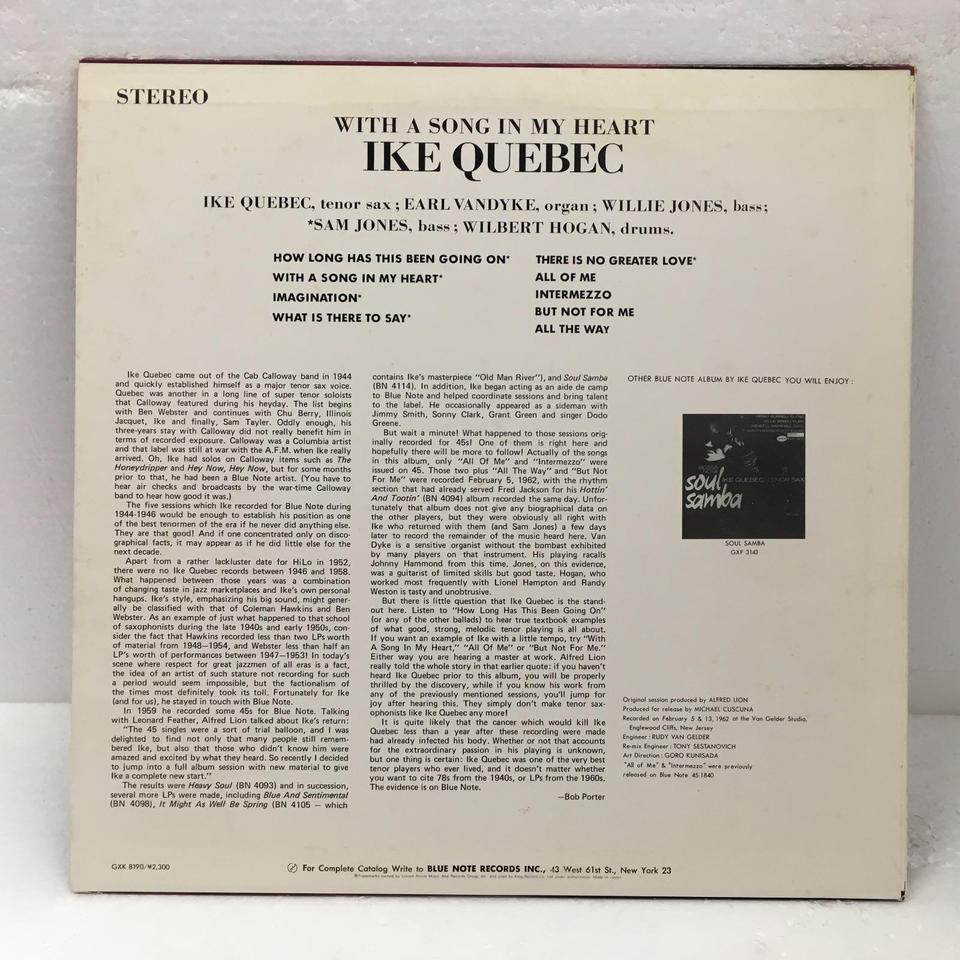 STEREO
WITH A SONG IN MY HEART
IKE QUEBEC
IKE QUEBEC, tenor sax ; EARL VANDYKE, organ ; WILLIE JONES, bass ;
*SAM JONES, bass ; WILBERT HOGAN, drums.
HOW LONG HAS THIS BEEN GOING ON*
WITH A SONG IN MY HEART*
IMAGINATION*
WHAT IS THERE TO SAY*
THERE IS NO GREATER LOVE*
ALL OF ME
INTERMEZZO
BUT NOT FOR ME
ALL THE WAY
Ike Quebec came out of the Cab Calloway band in 1944
and quickly established himself as a major tenor sax voice.
Quebec was another in a long line of super tenor soloists
that Calloway featured during his heyday. The list begins
with Ben Webster and continues with Chu Berry, Illinois
Jacquet, Ike and finally, Sam Tayler. Oddly enough, his
three-years stay with Calloway did not really benefit him in
terms of recorded exposure. Calloway was a Columbia artist
and that label was still at war with the A.F.M. when Ike really
arrived. Oh, Ike had solos on Calloway items such as The
Honeydripper and Hey Now, Hey Now, but for some months
prior to that, he had been a Blue Note artist. (You have to
hear air checks and broadcasts by the war-time Calloway
band to hear how good it was.)
The five sessions which Ike recorded for Blue Note during
1944-1946 would be enough to establish his position as one
of the best tenormen of the era if he never did anything else.
They are that good! And if one concentrated only on disco-
graphical facts, it may appear as if he did little else for the
next decade.
Apart from a rather lackluster date for HiLo in 1952,
there were no Ike Quebec records between 1946 and 1958.
What happened between those years was a combination
of changing taste in jazz marketplaces and Ike's own personal
hangups. Ike's style, emphasizing his big sound, might gener-
ally be classified with that of Coleman Hawkins and Ben
Webster. As an example of just what happened to that school
of saxophonists during the late 1940s and early 1950s, con-
sider the fact that Hawkins recorded less than two LPs worth
of material from 1948–1954, and Webster less than half an
LP's worth of performances between 1947–1953! In today's
scene where respect for great jazzmen of all eras is a fact,
the idea of an artist of such stature not recording for such
a period would seem impossible, but the factionalism of
the times most definitely took its toll. Fortunately for Ike
(and for us), he stayed in touch with Blue Note.
In 1959 he recorded some 45s for Blue Note. Talking
with Leonard Feather, Alfred Lion talked about Ike's return:
"The 45 singles were a sort of trial balloon, and I was
delighted to find not only that many people still remem-
bered Ike, but also that those who didn't know him were
amazed and excited by what they heard. So recently I decided
to jump into a full album session with new material to give
Ike a complete new start."
The results were Heavy Soul (BN 4093) and in succession,
several more LPs were made, including Blue And Sentimental
(BN 4098), It Might As Well Be Spring (BN 4105 – which
contains Ike's masterpiece "Old Man River"), and Soul Samba
(BN 4114). In addition, Ike began acting as an aide de camp
to Blue Note and helped coordinate sessions and bring talent
to the label. He occasionally appeared as a sideman with
Jimmy Smith, Sonny Clark, Grant Green and singer Dodo
Greene.
But wait a minute! What happened to those sessions orig-
inally recorded for 45s! One of them is right here and
hopefully there will be more to follow! Actually of the songs
in this album, only "All Of Me" and "Intermezzo" were
issued on 45. Those two plus "All The Way" and "But Not
For Me" were recorded February 5, 1962, with the rhythm
section that had already served Fred Jackson for his Hottin'
And Tootin' (BN 4094) album recorded the same day. Unfor-
tunately that album does not give any biographical data on
the other players, but they were obviously all right with
Ike who returned with them (and Sam Jones) a few days
later to record the remainder of the music heard here. Van
Dyke is a sensitive organist without the bombast exhibited
by many players on that instrument. His playing recalls
Johnny Hammond from this time. Jones, on this evidence,
was a guitarist of limited skills but good taste. Hogan, who
worked most frequently with Lionel Hampton and Randy
Weston is tasty and unobtrusive.
But there is little question that Ike Quebec is the stand-
out here. Listen to "How Long Has This Been Going On"
(or any of the other ballads) to hear true textbook examples
of what good, strong, melodic tenor playing is all about.
If you want an example of Ike with a little tempo, try "With
A Song In My Heart," "All Of Me" or "But Not For Me."
Either way you are hearing a master at work. Alfred Lion
really told the whole story in that earlier quote: if you haven't
heard Ike Quebec prior to this album, you will be properly
thrilled by the discovery, while if you know his work from
any of the previously mentioned sessions, you'll jump for
joy after hearing this. They simply don't make tenor sax-
ophonists like Ike Quebec any more!
It is quite likely that the cancer which would kill Ike
Quebec less than a year after these recording were made
had already infected his body. Whether or not that accounts
for the extraordinary passion in his playing is unknown,
but one thing is certain: Ike Quebec was one of the very best
tenor players who ever lived, and it doesn't matter whether
you want to cite 78s from the 1940s, or LPs from the 1960s.
The evidence is on Blue Note.
—Bob Porter
OTHER BLUE NOTE ALBUM BY IKE QUEBEC YOU WILL ENJOY :
IKE QUEBEC TENOR SAX
soul
samba
SOUL SAMBA
GXF 3143
Original session produced by ALFRED LION
Produced for release by MICHAEL CUSCUNA
Recorded on February 5 & 13, 1962 at the Van Gelder Studio,
Englewood Cliffs, New Jersey
Engineer : RUDY VAN GELDER
Re-mix Engineer : TONY SESTANOVICH
Art Direction : GORO KUNISADA
"All of Me" & "Intermezzo" were previously
released on Blue Note 45-1840
GXK 8190/¥2,300
Ⓟ For Complete Catalog Write to BLUE NOTE RECORDS INC., 43 West 61st St., New York 23